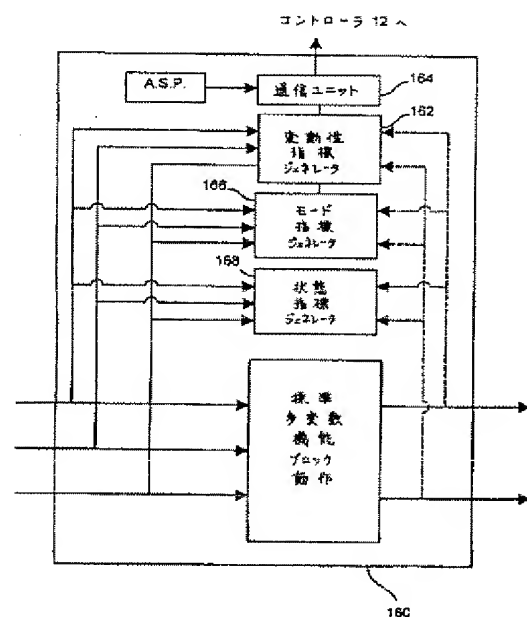 コントローラ 12 へ
A.S.P.
通信ユニット
164
162
変動性
指標
ジェネレータ
166
モード
指標
ジェネレータ
168
状態
指標
ジェネレータ
標準
多変数
機能
ブロック
動作
160